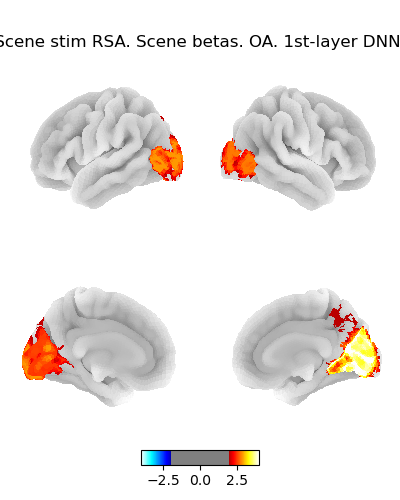 Scene stim RSA. Scene betas. OA. 1st-layer DNN
−2.5 0.0 2.5